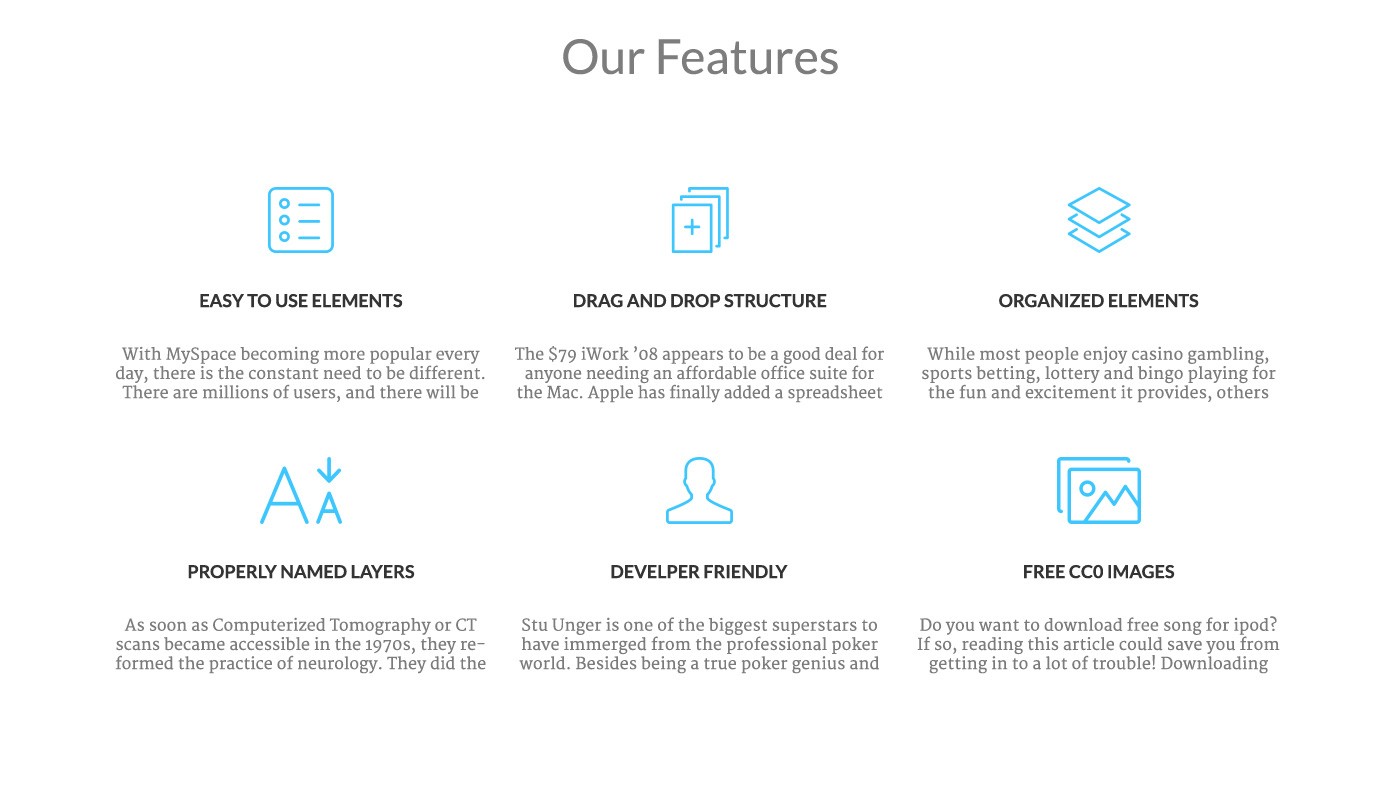 Our Features
EASY TO USE ELEMENTS
With MySpace becoming more popular every
day, there is the constant need to be different.
There are millions of users, and there will be
DRAG AND DROP STRUCTURE
The $79 iWork ’08 appears to be a good deal for
anyone needing an affordable office suite for
the Mac. Apple has finally added a spreadsheet
ORGANIZED ELEMENTS
While most people enjoy casino gambling,
sports betting, lottery and bingo playing for
the fun and excitement it provides, others
PROPERLY NAMED LAYERS
As soon as Computerized Tomography or CT
scans became accessible in the 1970s, they re-
formed the practice of neurology. They did the
DEVELPER FRIENDLY
Stu Unger is one of the biggest superstars to
have immerged from the professional poker
world. Besides being a true poker genius and
FREE CC0 IMAGES
Do you want to download free song for ipod?
If so, reading this article could save you from
getting in to a lot of trouble! Downloading